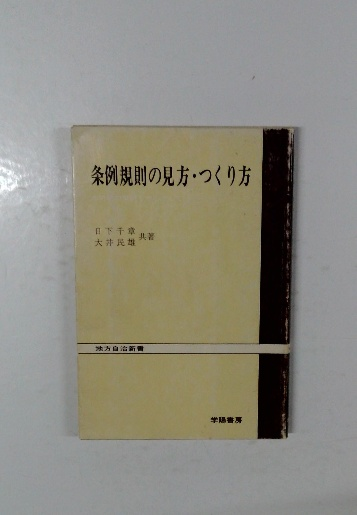 条例規則の見方・つくり方
日下千章
大井民雄
共著
地方自治新書
学陽書房